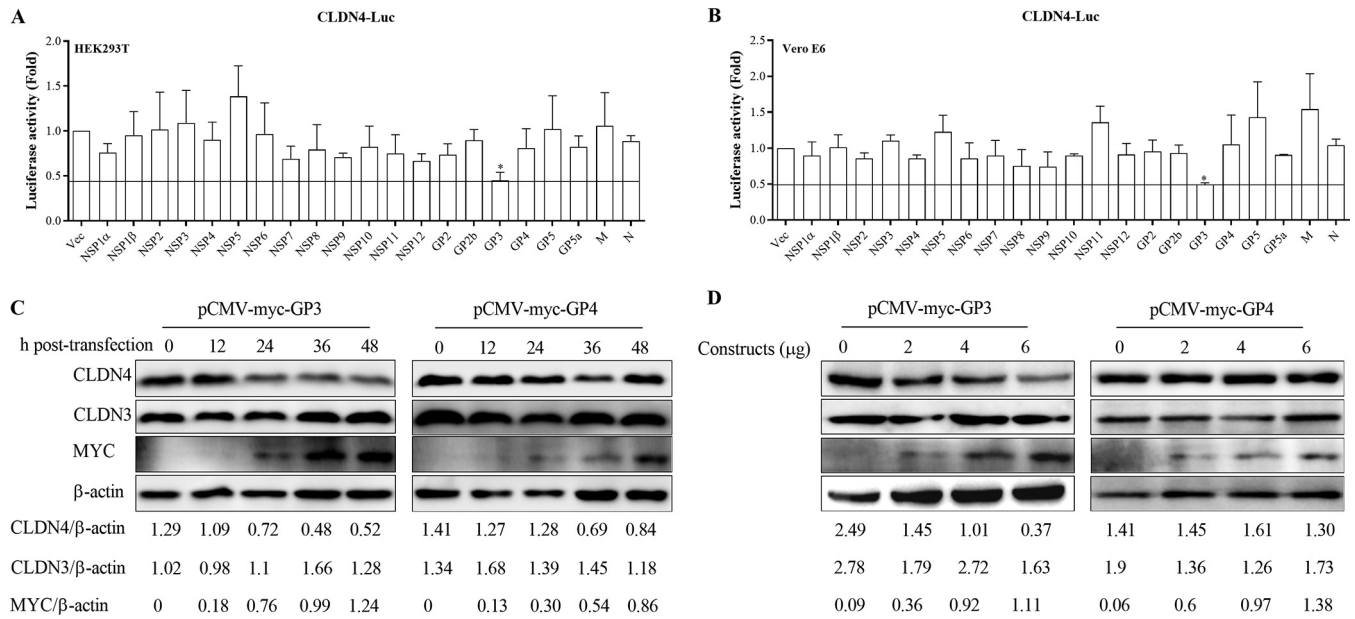 A
CLDN4-Luc
HEK293T
Luciferase activity (Fold)
2.0
1.5
1.0
0.5
0.0
Vec
NSP1α
NSP1β
NSP2
NSP3
NSP4
NSP5
NSP6
NSP7
NSP8
NSP9
NSP10
NSP11
NSP12
GP2
GP2b
GP3
GP4
GP5
GP5a
M
N
*
B
CLDN4-Luc
Vero E6
Luciferase activity (Fold)
2.5
2.0
1.5
1.0
0.5
0.0
Vec
NSP1α
NSP1β
NSP2
NSP3
NSP4
NSP5
NSP6
NSP7
NSP8
NSP9
NSP10
NSP11
NSP12
GP2
GP2b
GP3
GP4
GP5
GP5a
M
N
*
C
pCMV-myc-GP3 pCMV-myc-GP4
h post-transfection 0 12 24 36 48 0 12 24 36 48
CLDN4
CLDN3
MYC
β-actin
CLDN4/β-actin 1.29 1.09 0.72 0.48 0.52 1.41 1.27 1.28 0.69 0.84
CLDN3/β-actin 1.02 0.98 1.1 1.66 1.28 1.34 1.68 1.39 1.45 1.18
MYC/β-actin 0 0.18 0.76 0.99 1.24 0 0.13 0.30 0.54 0.86
D
pCMV-myc-GP3 pCMV-myc-GP4
Constructs (μg) 0 2 4 6 0 2 4 6
2.49 1.45 1.01 0.37 1.41 1.45 1.61 1.30
2.78 1.79 2.72 1.63 1.9 1.36 1.26 1.73
0.09 0.36 0.92 1.11 0.06 0.6 0.97 1.38